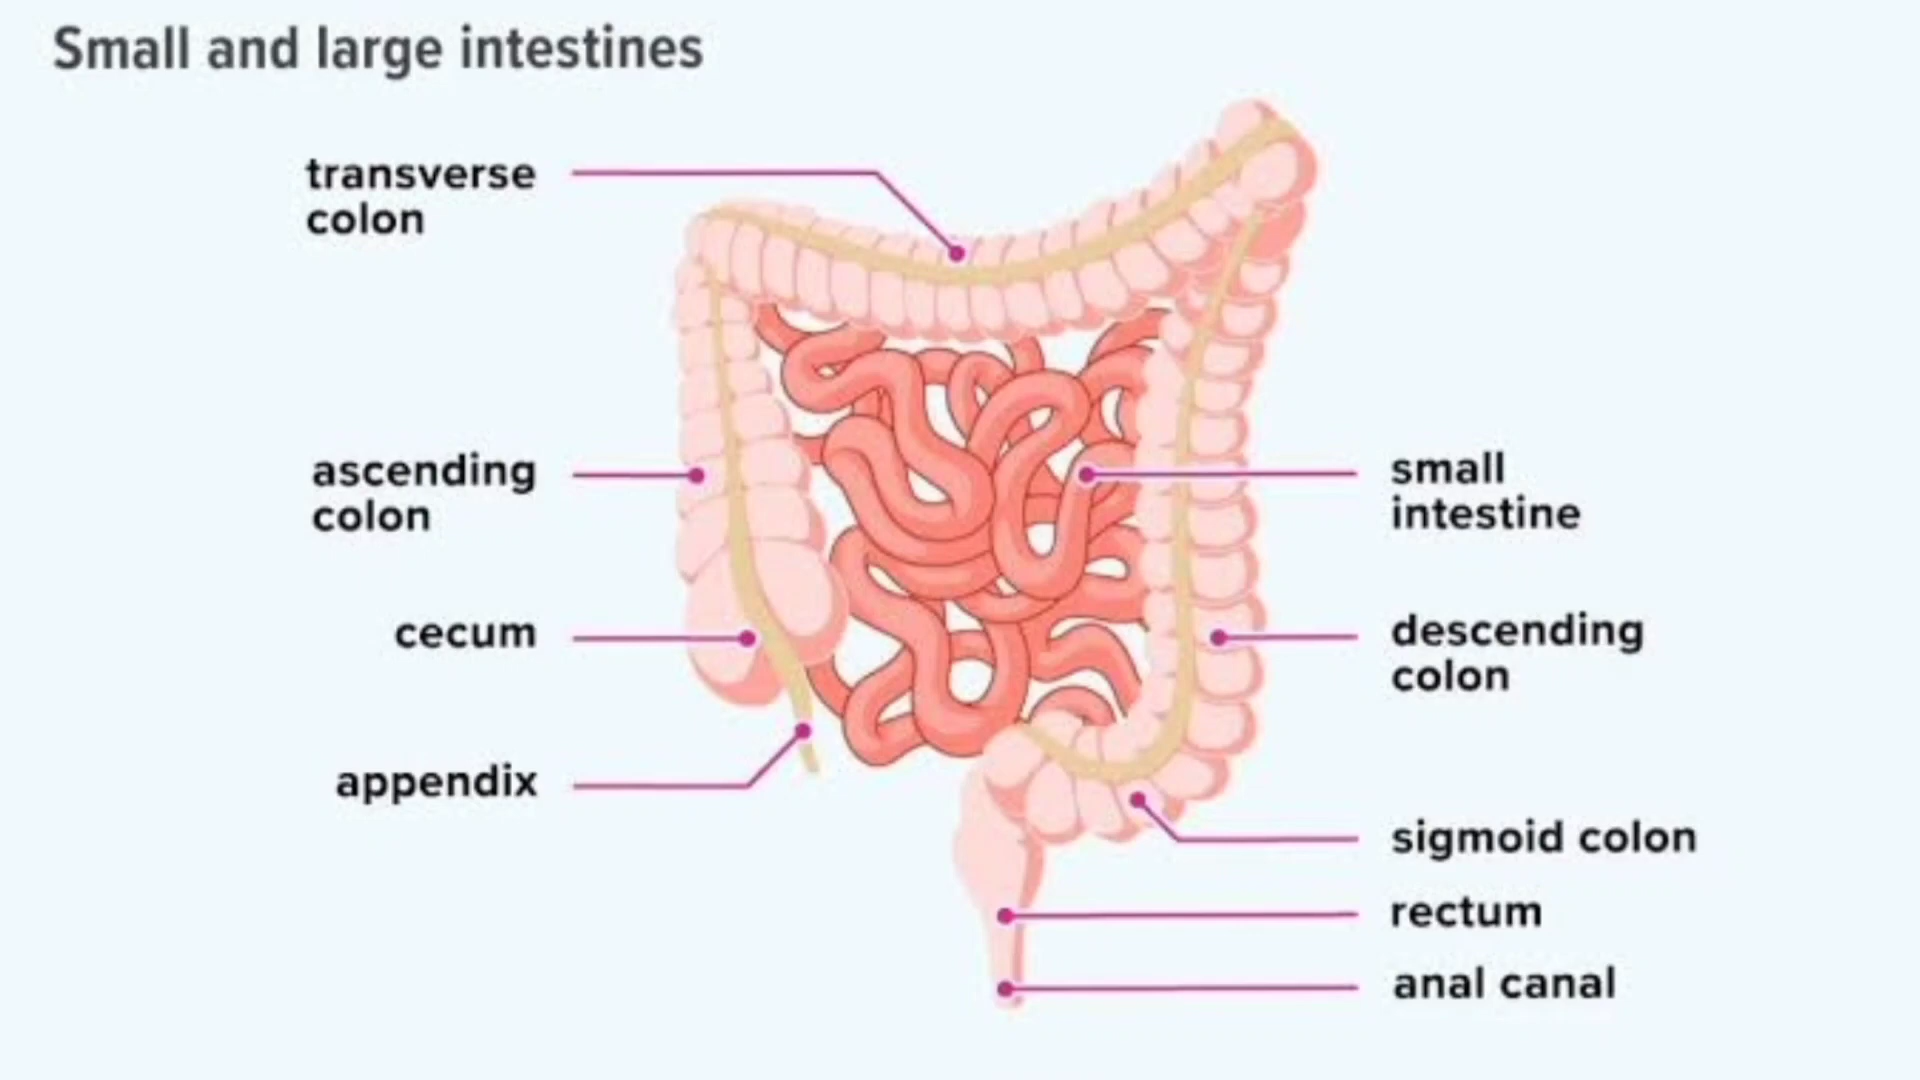 Small and large intestines
transverse
colon
ascending
colon
cecum
appendix
small
intestine
descending
colon
sigmoid colon
rectum
anal canal